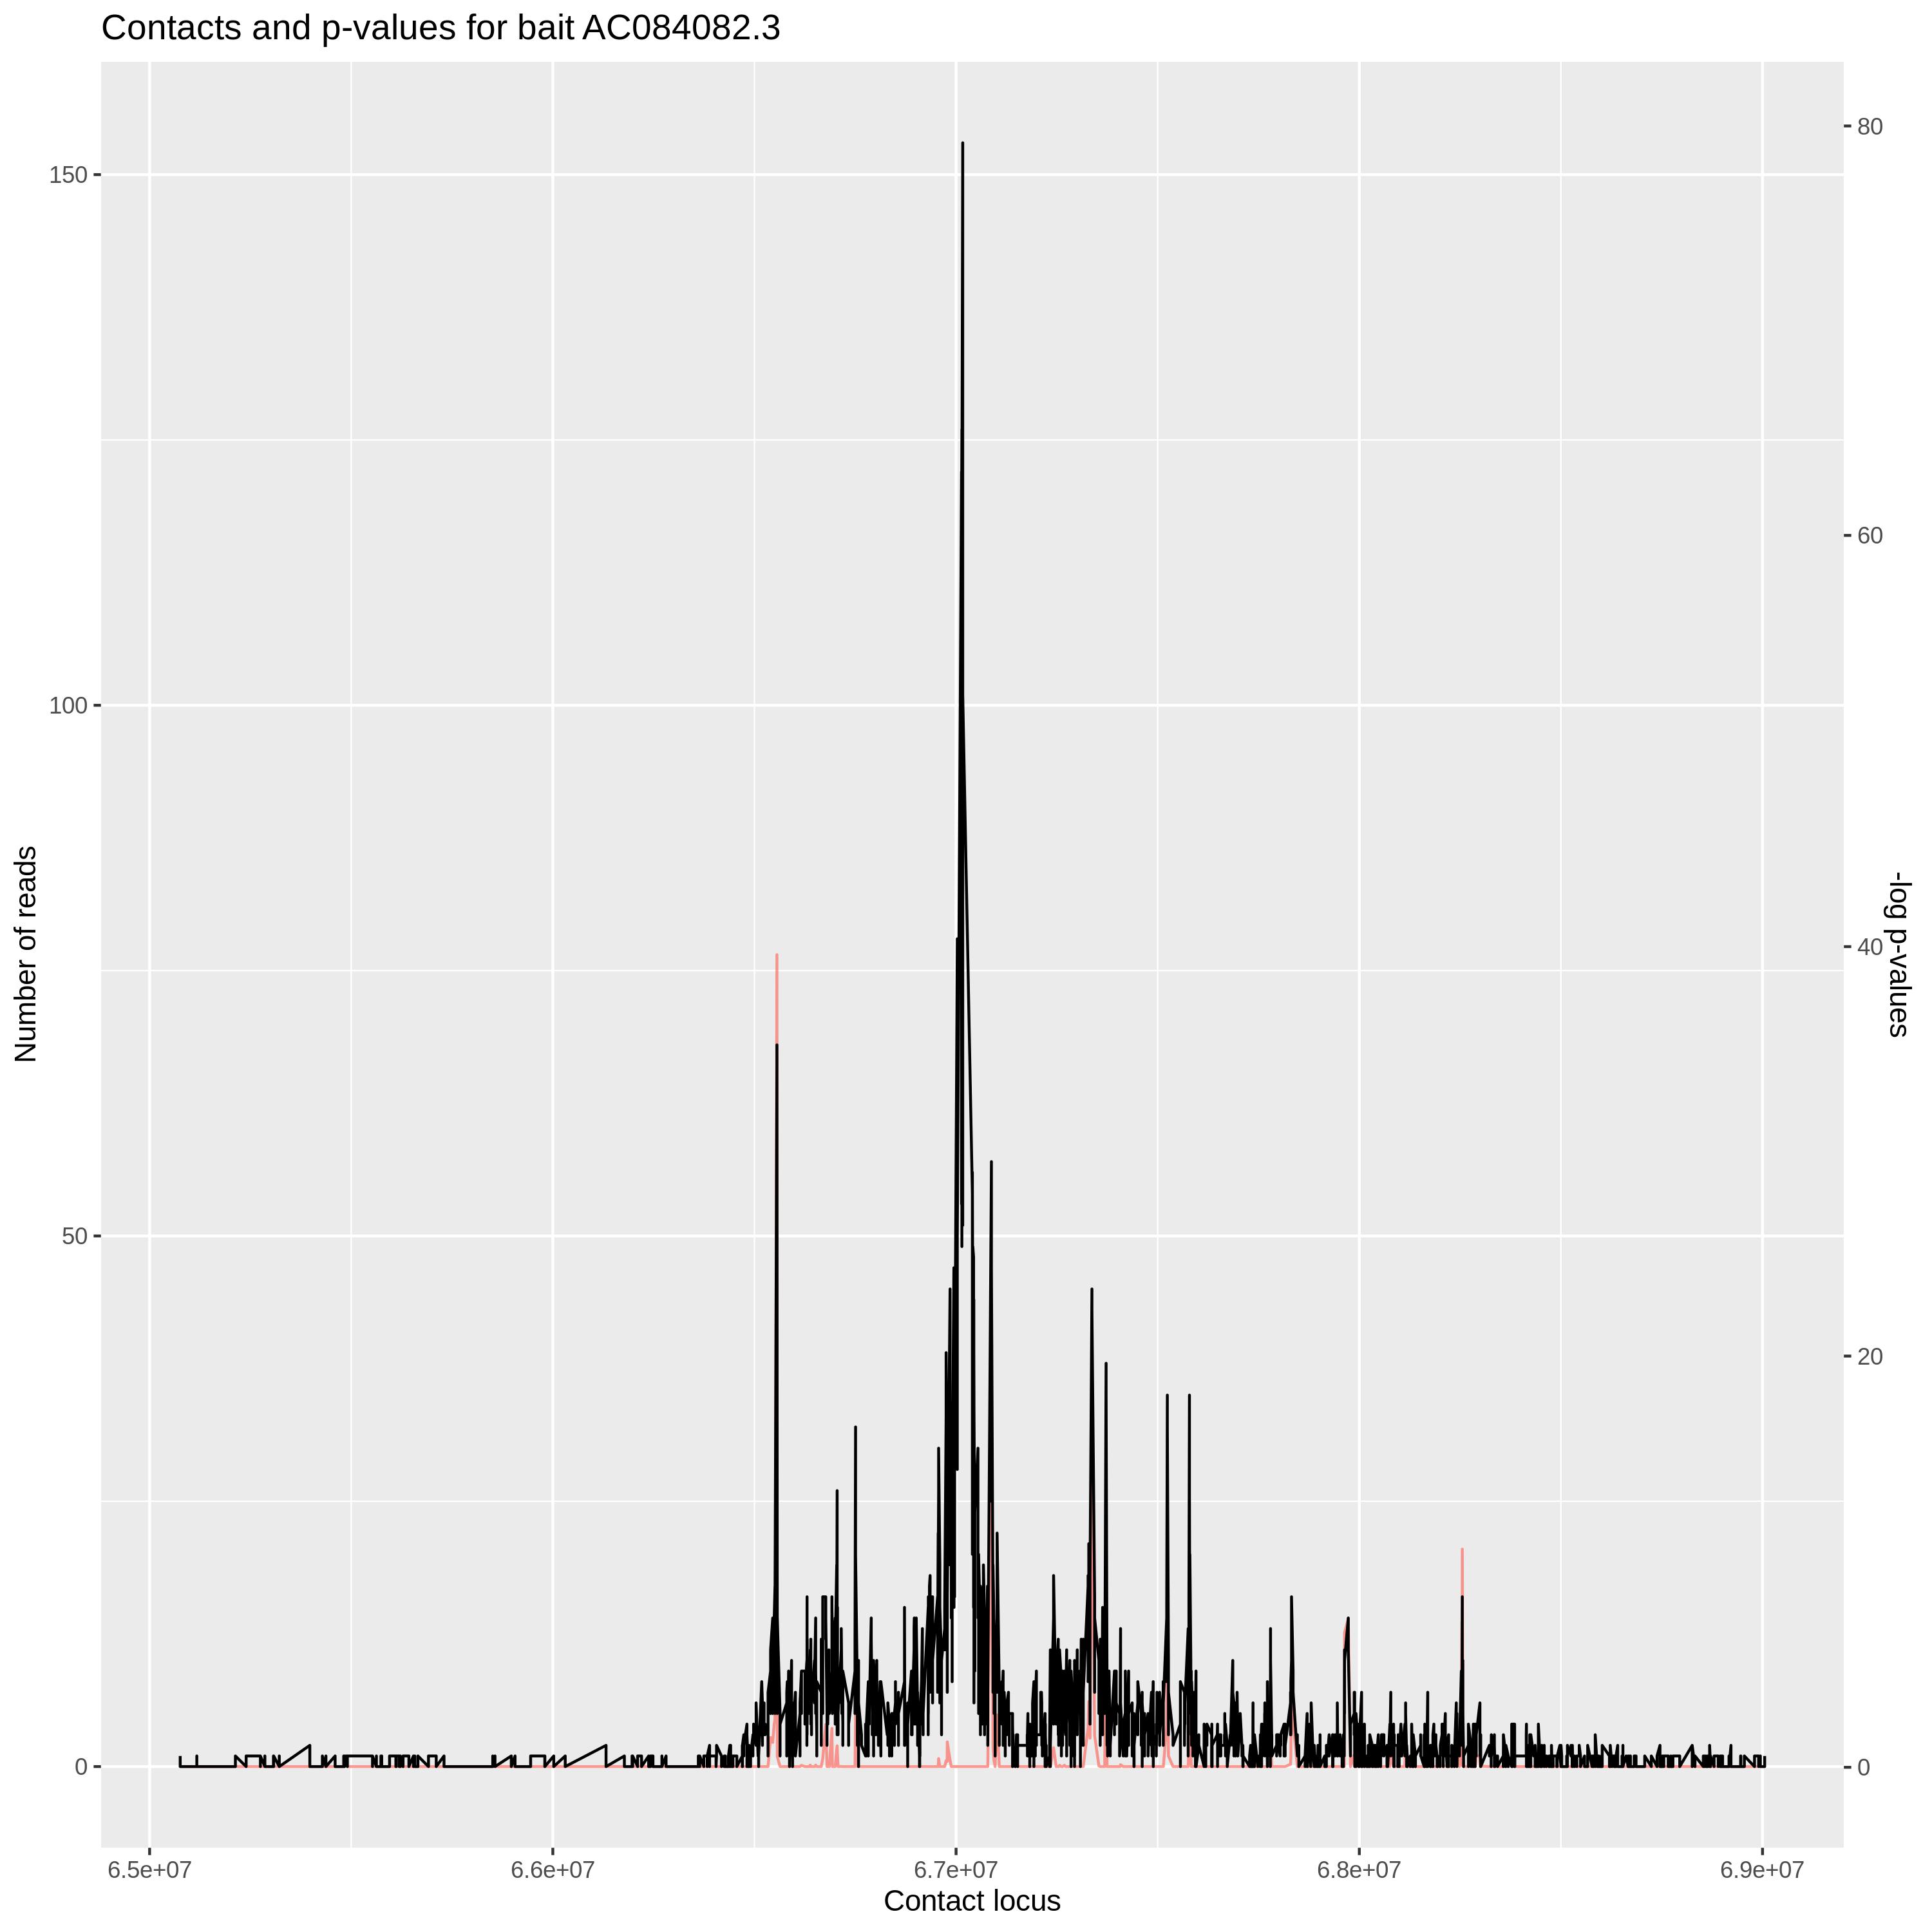 Contacts and p-values for bait AC084082.3
Number of reads
150
100
50
0
80
60
40
20
0
-log p-values
6.5e+07
6.6e+07
6.7e+07
6.8e+07
6.9e+07
Contact locus